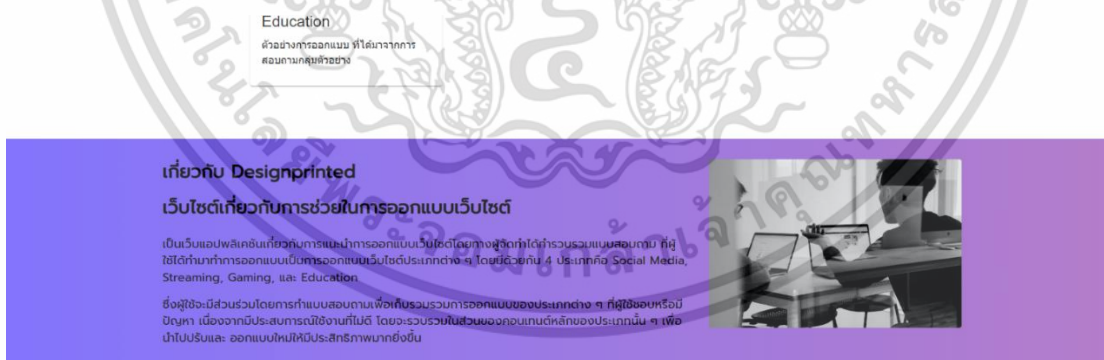 Education
ตัวอย่างการออกแบบ ที่ได้มาจากการ
สอบถามกลุ่มตัวอย่าง
เกี่ยวกับ Designprinted
เว็บไซต์เกี่ยวกับการช่วยในการออกแบบเว็บไซต์
เป็นเว็บแอปพลิเคชันเกี่ยวกับการแนะนำการออกแบบเว็บไซต์โดยทางผู้จัดทำได้ทำรวบรวมแบบสอบถาม ที่ผู้
ใช้ได้ทำมาทำการออกแบบเป็นการออกแบบเว็บไซต์ประเภทต่าง ๆ โดยมีด้วยกัน 4 ประเภทคือ Social Media,
Streaming, Gaming, และ Education
ซึ่งผู้ใช้จะมีส่วนร่วมโดยการทำแบบสอบถามเพื่อเก็บรวบรวมการออกแบบของประเภทต่าง ๆ ที่ผู้ใช้ชอบหรือมี
ปัญหา เนื่องจากมีประสบการณ์ใช้งานที่ไม่ดี โดยจะรวบรวมในส่วนของคอนเทนต์หลักของประเภทนั้น ๆ เพื่อ
นำไปปรับและ ออกแบบใหม่ให้มีประสิทธิภาพมากยิ่งขึ้น